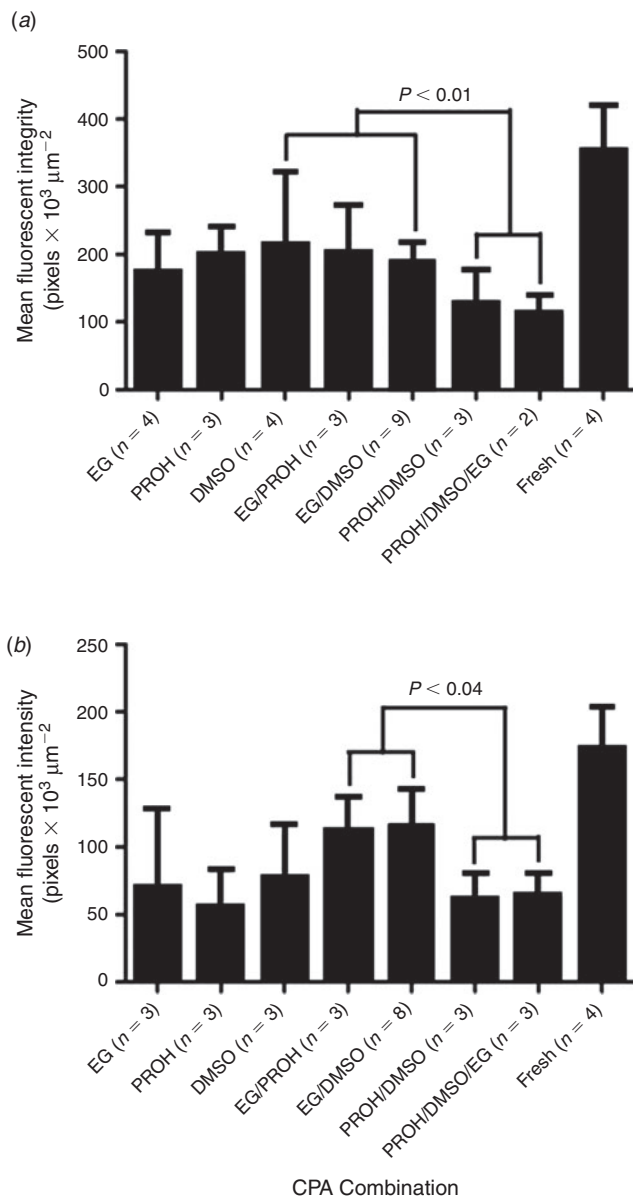 (a)
500
400
300
200
100
0
Mean fluorescent integrity
(pixels × 10³ µm⁻²)
P < 0.01
EG (n = 4)
PROH (n = 3)
DMSO (n = 4)
EG/PROH (n = 3)
EG/DMSO (n = 9)
PROH/DMSO (n = 3)
PROH/DMSO/EG (n = 2)
Fresh (n = 4)
(b)
250
200
150
100
50
0
Mean fluorescent intensity
(pixels × 10³ µm⁻²)
P < 0.04
EG (n = 3)
PROH (n = 3)
DMSO (n = 3)
EG/PROH (n = 3)
EG/DMSO (n = 8)
PROH/DMSO (n = 3)
PROH/DMSO/EG (n = 3)
Fresh (n = 4)
CPA Combination